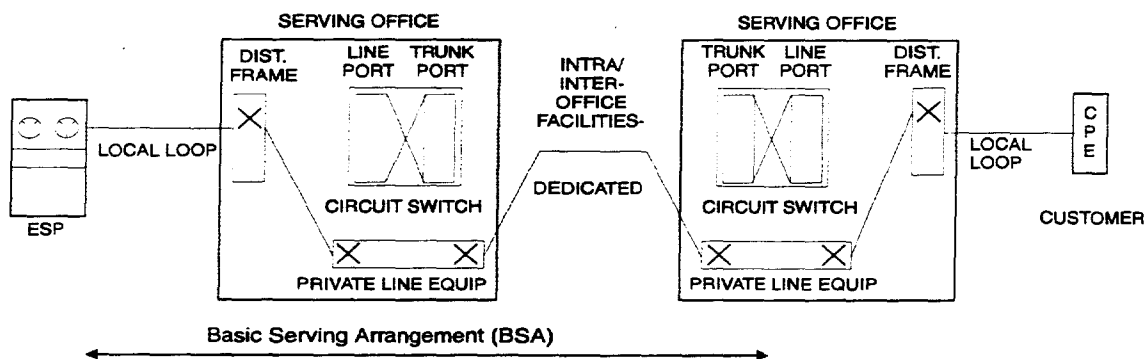 SERVING OFFICE
SERVING OFFICE
DIST.
FRAME
LINE
PORT
TRUNK
PORT
INTRA/
INTER-
OFFICE
FACILITIES-
TRUNK
PORT
LINE
PORT
DIST.
FRAME
C
P
E
LOCAL LOOP
LOCAL
LOOP
DEDICATED
CIRCUIT SWITCH
CIRCUIT SWITCH
ESP
CUSTOMER
PRIVATE LINE EQUIP
PRIVATE LINE EQUIP
Basic Serving Arrangement (BSA)